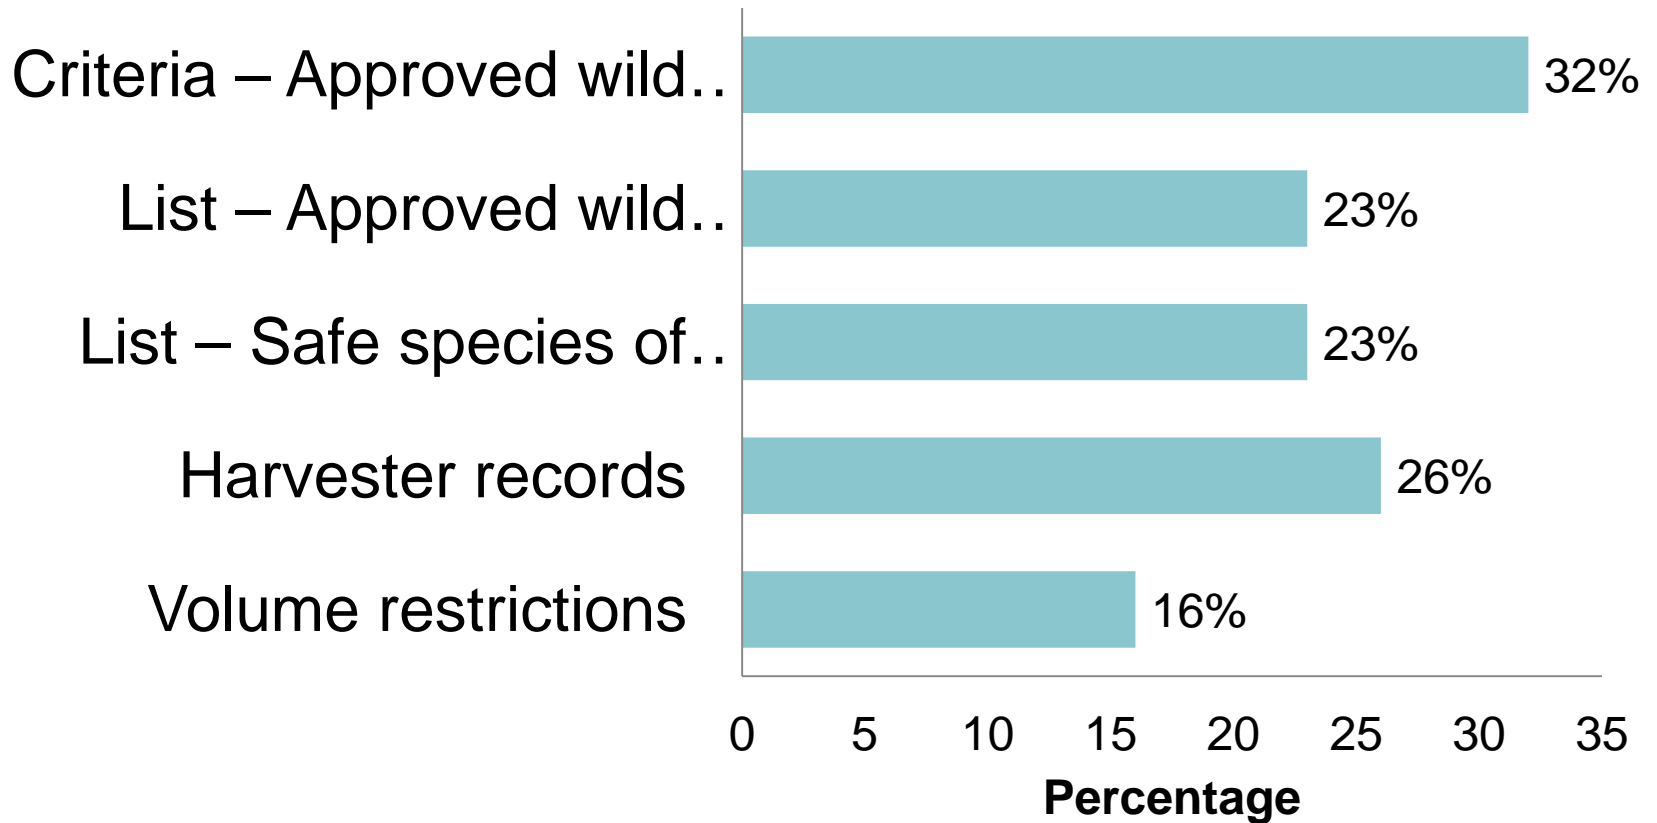 Criteria – Approved wild..
32%
List – Approved wild..
23%
List – Safe species of..
23%
Harvester records
26%
Volume restrictions
16%
0 5 10 15 20 25 30 35
Percentage